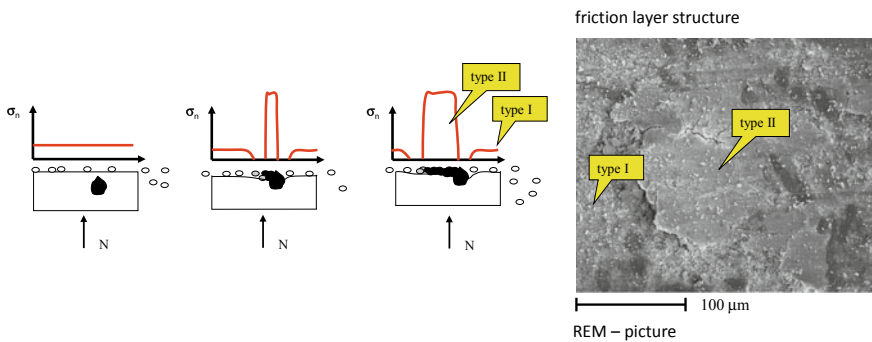 friction layer structure
σn
σn
σn
type II
type I
type II
type I
N
N
N
100 μm
REM – picture